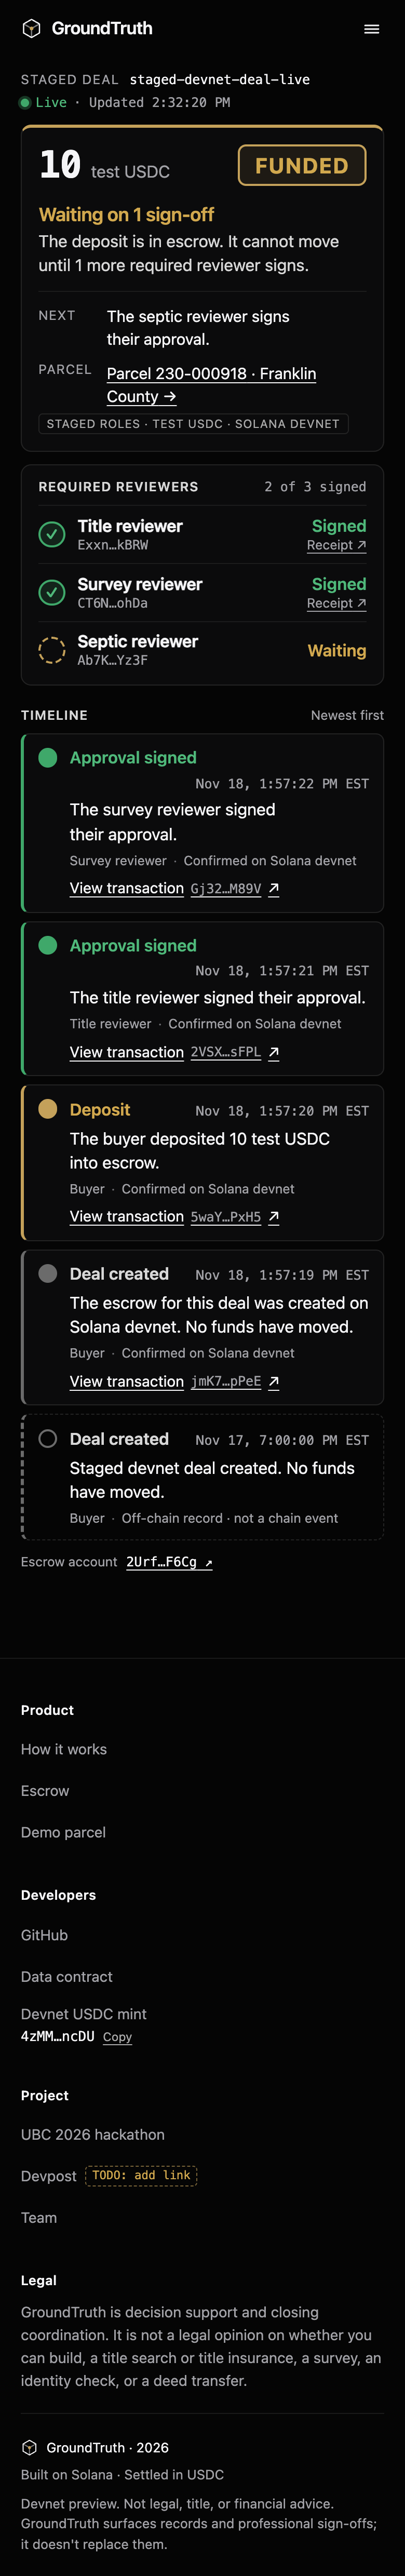 GroundTruth
STAGED DEAL staged-devnet-deal-live
Live · Updated 2:32:20 PM
10 test USDC FUNDED
Waiting on 1 sign-off
The deposit is in escrow. It cannot move
until 1 more required reviewer signs.
NEXT The septic reviewer signs
their approval.
PARCEL Parcel 230-000918 · Franklin
County →
STAGED ROLES · TEST USDC · SOLANA DEVNET
REQUIRED REVIEWERS 2 of 3 signed
Title reviewer Signed
Exxn…kBRW Receipt ↗
Survey reviewer Signed
CT6N…ohDa Receipt ↗
Septic reviewer Waiting
Ab7K…Yz3F
TIMELINE Newest first
Approval signed
Nov 18, 1:57:22 PM EST
The survey reviewer signed
their approval.
Survey reviewer · Confirmed on Solana devnet
View transaction Gj32…M89V ↗
Approval signed
Nov 18, 1:57:21 PM EST
The title reviewer signed their approval.
Title reviewer · Confirmed on Solana devnet
View transaction 2VSX…sFPL ↗
Deposit Nov 18, 1:57:20 PM EST
The buyer deposited 10 test USDC
into escrow.
Buyer · Confirmed on Solana devnet
View transaction 5waY…PxH5 ↗
Deal created Nov 18, 1:57:19 PM EST
The escrow for this deal was created on
Solana devnet. No funds have moved.
Buyer · Confirmed on Solana devnet
View transaction jmK7…pPeE ↗
Deal created Nov 17, 7:00:00 PM EST
Staged devnet deal created. No funds
have moved.
Buyer · Off-chain record · not a chain event
Escrow account 2Urf…F6Cg ↗
Product
How it works
Escrow
Demo parcel
Developers
GitHub
Data contract
Devnet USDC mint
4zMM…ncDU Copy
Project
UBC 2026 hackathon
Devpost TODO: add link
Team
Legal
GroundTruth is decision support and closing
coordination. It is not a legal opinion on whether you
can build, a title search or title insurance, a survey, an
identity check, or a deed transfer.
GroundTruth · 2026
Built on Solana · Settled in USDC
Devnet preview. Not legal, title, or financial advice.
GroundTruth surfaces records and professional sign-offs;
it doesn't replace them.